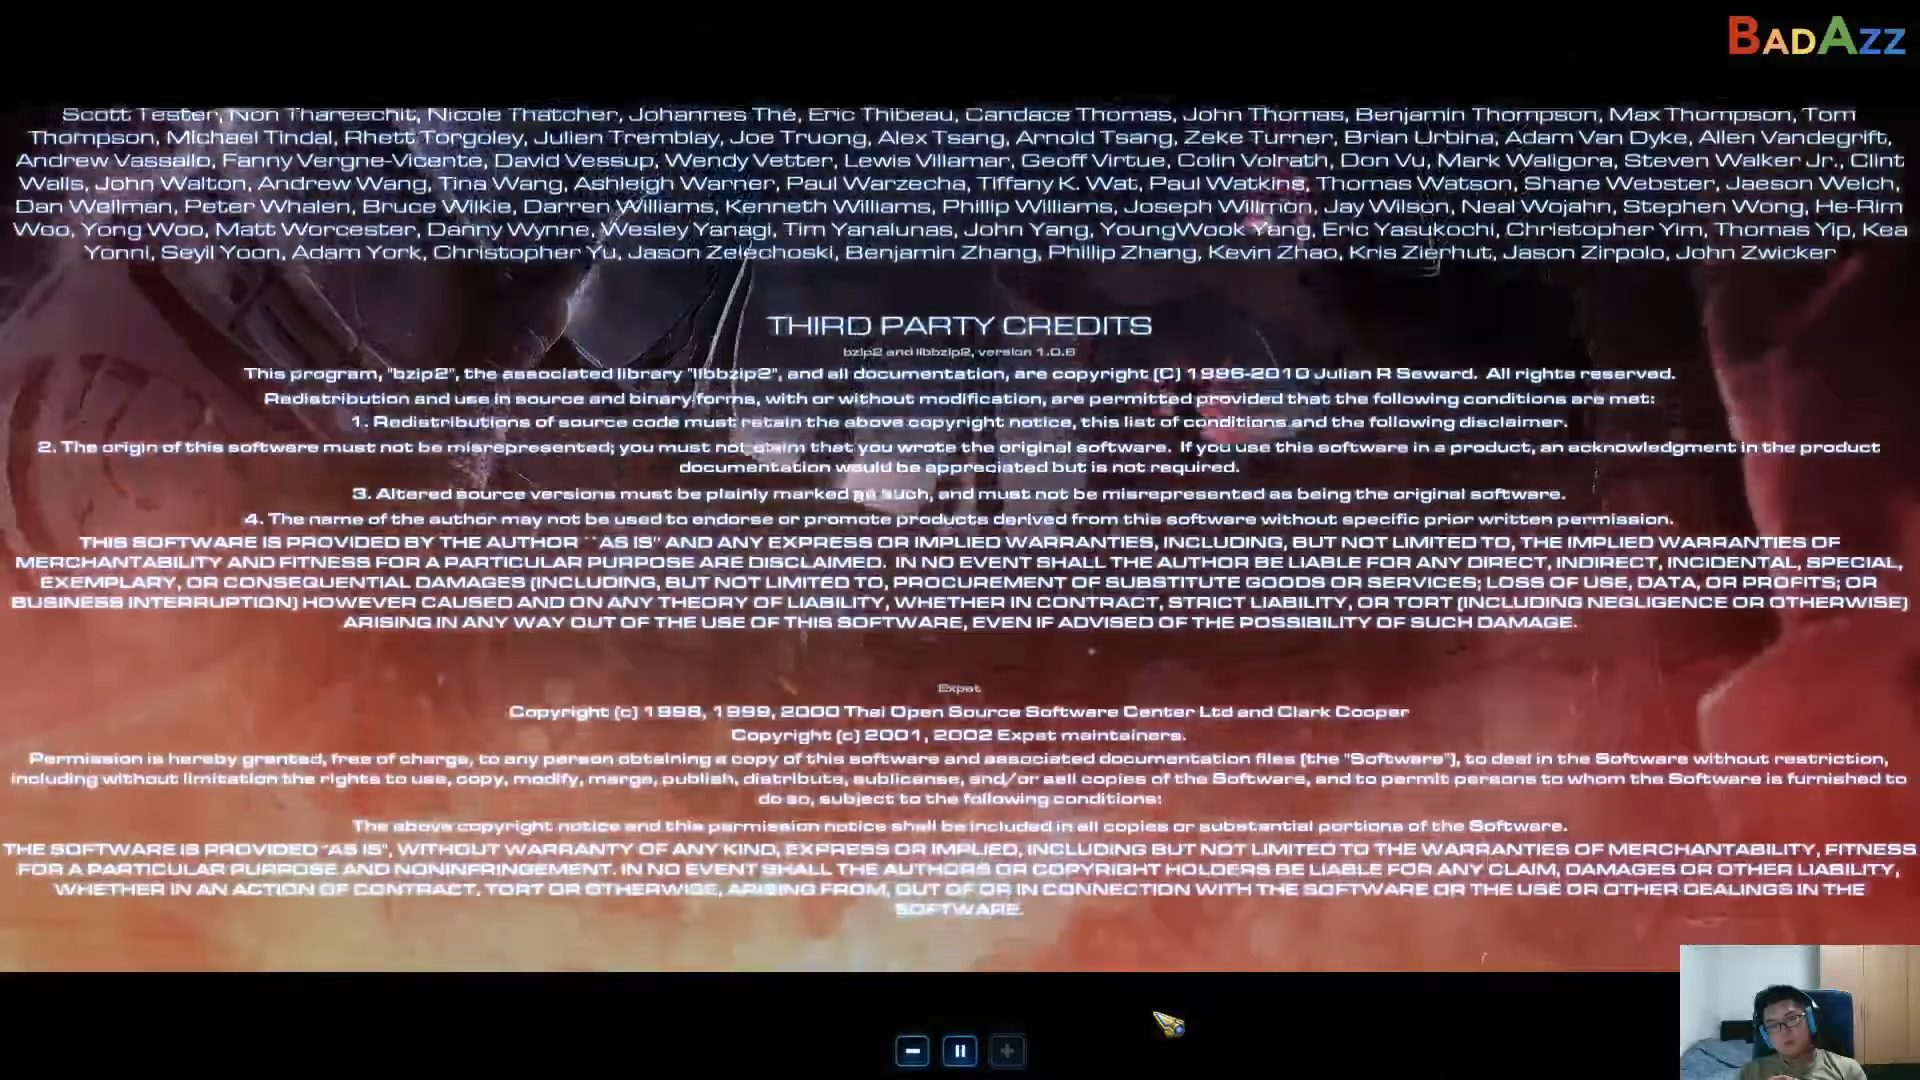 BADAZZ
Scott Tester, Non Thareechit, Nicole Thatcher, Johannes Thé, Eric Thibeau, Candace Thomas, John Thomas, Benjamin Thompson, Max Thompson, Tom
Thompson, Michael Tindal, Rhett Torgoley, Julien Tremblay, Joe Truong, Alex Tsang, Arnold Tsang, Zeke Turner, Brian Urbina, Adam Van Dyke, Allen Vandegrift,
Andrew Vassallo, Fanny Vergne-Vicente, David Vessup, Wendy Vetter, Lewis Villamar, Geoff Virtue, Colin Volrath, Don Vu, Mark Waligora, Steven Walker Jr., Clint
Walls, John Walton, Andrew Wang, Tina Wang, Ashleigh Warner, Paul Warzecha, Tiffany K. Wat, Paul Watkins, Thomas Watson, Shane Webster, Jaeson Welch,
Dan Wellman, Peter Whalen, Bruce Wilkie, Darren Williams, Kenneth Williams, Phillip Williams, Joseph Willmon, Jay Wilson, Neal Wojahn, Stephen Wong, He-Rim
Woo, Yong Woo, Matt Worcester, Danny Wynne, Wesley Yanagi, Tim Yanalunas, John Yang, YoungWook Yang, Eric Yasukochi, Christopher Yim, Thomas Yip, Kea
Yonni, Seyil Yoon, Adam York, Christopher Yu, Jason Zelechoski, Benjamin Zhang, Phillip Zhang, Kevin Zhao, Kris Zierhut, Jason Zirpolo, John Zwicker
THIRD PARTY CREDITS
bzip2 and libbzip2, version 1.0.6
This program, "bzip2", the associated library "libbzip2", and all documentation, are copyright (C) 1996-2010 Julian R Seward. All rights reserved.
Redistribution and use in source and binary forms, with or without modification, are permitted provided that the following conditions are met:
1. Redistributions of source code must retain the above copyright notice, this list of conditions and the following disclaimer.
2. The origin of this software must not be misrepresented; you must not claim that you wrote the original software. If you use this software in a product, an acknowledgment in the product
documentation would be appreciated but is not required.
3. Altered source versions must be plainly marked as such, and must not be misrepresented as being the original software.
4. The name of the author may not be used to endorse or promote products derived from this software without specific prior written permission.
THIS SOFTWARE IS PROVIDED BY THE AUTHOR ``AS IS'' AND ANY EXPRESS OR IMPLIED WARRANTIES, INCLUDING, BUT NOT LIMITED TO, THE IMPLIED WARRANTIES OF
MERCHANTABILITY AND FITNESS FOR A PARTICULAR PURPOSE ARE DISCLAIMED. IN NO EVENT SHALL THE AUTHOR BE LIABLE FOR ANY DIRECT, INDIRECT, INCIDENTAL, SPECIAL,
EXEMPLARY, OR CONSEQUENTIAL DAMAGES (INCLUDING, BUT NOT LIMITED TO, PROCUREMENT OF SUBSTITUTE GOODS OR SERVICES; LOSS OF USE, DATA, OR PROFITS; OR
BUSINESS INTERRUPTION) HOWEVER CAUSED AND ON ANY THEORY OF LIABILITY, WHETHER IN CONTRACT, STRICT LIABILITY, OR TORT (INCLUDING NEGLIGENCE OR OTHERWISE)
ARISING IN ANY WAY OUT OF THE USE OF THIS SOFTWARE, EVEN IF ADVISED OF THE POSSIBILITY OF SUCH DAMAGE.
Expat
Copyright (c) 1998, 1999, 2000 Thai Open Source Software Center Ltd and Clark Cooper
Copyright (c) 2001, 2002 Expat maintainers.
Permission is hereby granted, free of charge, to any person obtaining a copy of this software and associated documentation files (the "Software"), to deal in the Software without restriction,
including without limitation the rights to use, copy, modify, merge, publish, distribute, sublicense, and/or sell copies of the Software, and to permit persons to whom the Software is furnished to
do so, subject to the following conditions:
The above copyright notice and this permission notice shall be included in all copies or substantial portions of the Software.
THE SOFTWARE IS PROVIDED "AS IS", WITHOUT WARRANTY OF ANY KIND, EXPRESS OR IMPLIED, INCLUDING BUT NOT LIMITED TO THE WARRANTIES OF MERCHANTABILITY, FITNESS
FOR A PARTICULAR PURPOSE AND NONINFRINGEMENT. IN NO EVENT SHALL THE AUTHORS OR COPYRIGHT HOLDERS BE LIABLE FOR ANY CLAIM, DAMAGES OR OTHER LIABILITY,
WHETHER IN AN ACTION OF CONTRACT, TORT OR OTHERWISE, ARISING FROM, OUT OF OR IN CONNECTION WITH THE SOFTWARE OR THE USE OR OTHER DEALINGS IN THE
SOFTWARE.